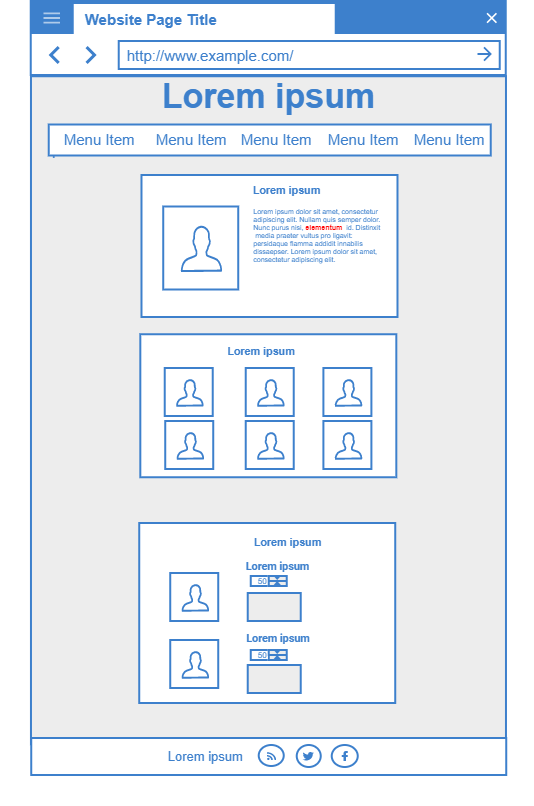 Website Page Title
http://www.example.com/
Lorem ipsum
Menu Item Menu Item Menu Item Menu Item Menu Item
Lorem ipsum
Lorem ipsum dolor sit amet, consectetur
adipiscing elit. Nullam quis semper dolor.
Nunc purus nisi, elementum id. Distinxit
media praeter vultus pro ligavit:
persidaque flamma addidit innabilis
dissaepser. Lorem ipsum dolor sit amet,
consectetur adipiscing elit.
Lorem ipsum
Lorem ipsum
Lorem ipsum
50
Lorem ipsum
50
Lorem ipsum